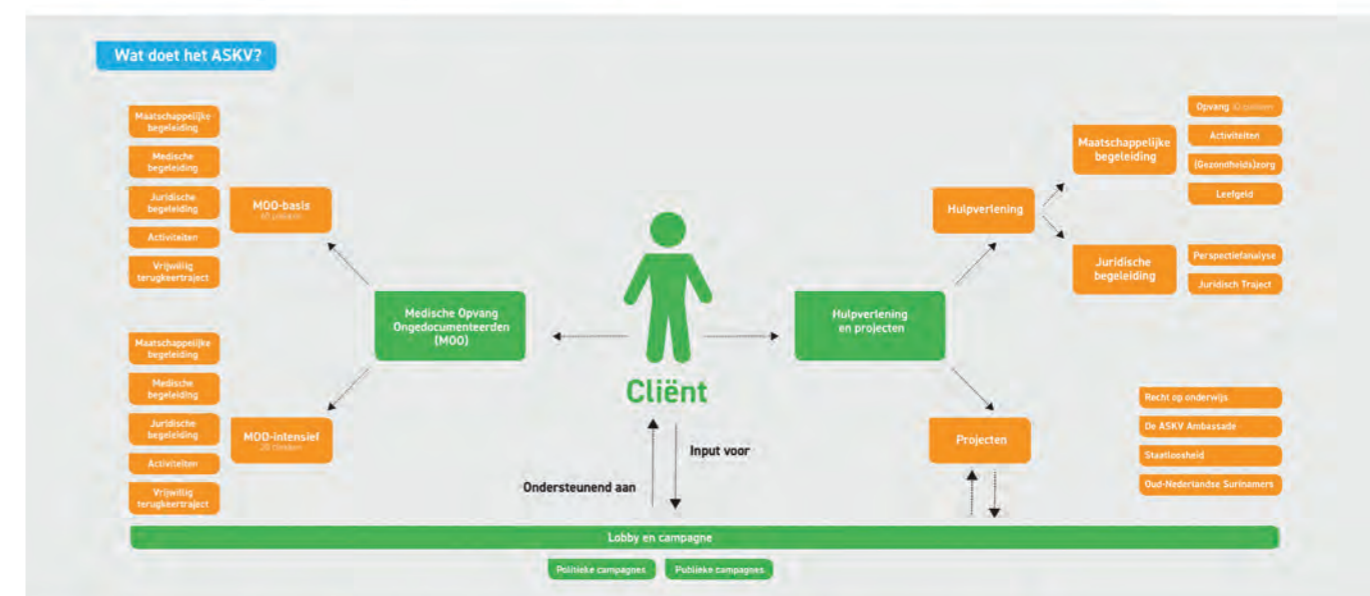 Wat doet het ASKV?
Maatschappelijke
begeleiding
Medische
begeleiding
Juridische
begeleiding
Activiteiten
Vrijwillig
terugkeertraject
MOO-basis
Maatschappelijke
begeleiding
Medische
begeleiding
Juridische
begeleiding
Activiteiten
Vrijwillig
terugkeertraject
MOO-intensief
Medische Opvang
Ongedocumenteerden
(MOO)
Cliënt
Ondersteunend aan
Input voor
Hulpverlening
en projecten
Hulpverlening
Maatschappelijke
begeleiding
Opvang
Activiteiten
(Gezondheids)zorg
Leefgeld
Juridische
begeleiding
Perspectiefanalyse
Juridisch Traject
Projecten
Recht op onderwijs
De ASKV Ambassade
Staatloosheid
Oud-Nederlandse Surinamers
Lobby en campagne
Politieke campagnes
Publieke campagnes